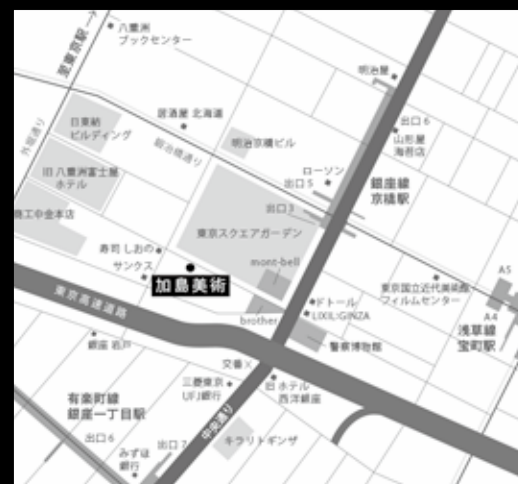 八重洲
ブックセンター
至東京駅
明治屋
日東紡
ビルディング
居酒屋 北海道
出口 6
山形屋
海苔店
外堀通り
鍛冶橋通り
明治京橋ビル
旧 八重洲富士屋
ホテル
ローソン
出口 5
銀座線
京橋駅
商工中金本店
出口 3
東京スクエアガーデン
寿司 しおの
サンクス
mont-bell
加島美術
東京国立近代美術館
フィルムセンター
A5
A4
東京高速道路
brother
ドトール
LIXIL:GINZA
浅草線
宝町駅
銀座 岩戸
警察博物館
交番 X
三菱東京
UFJ銀行
旧 ホテル
西洋銀座
有楽町線
銀座一丁目駅
中央通り
キラリトギンザ
出口 6
出口 7
みずほ
銀行